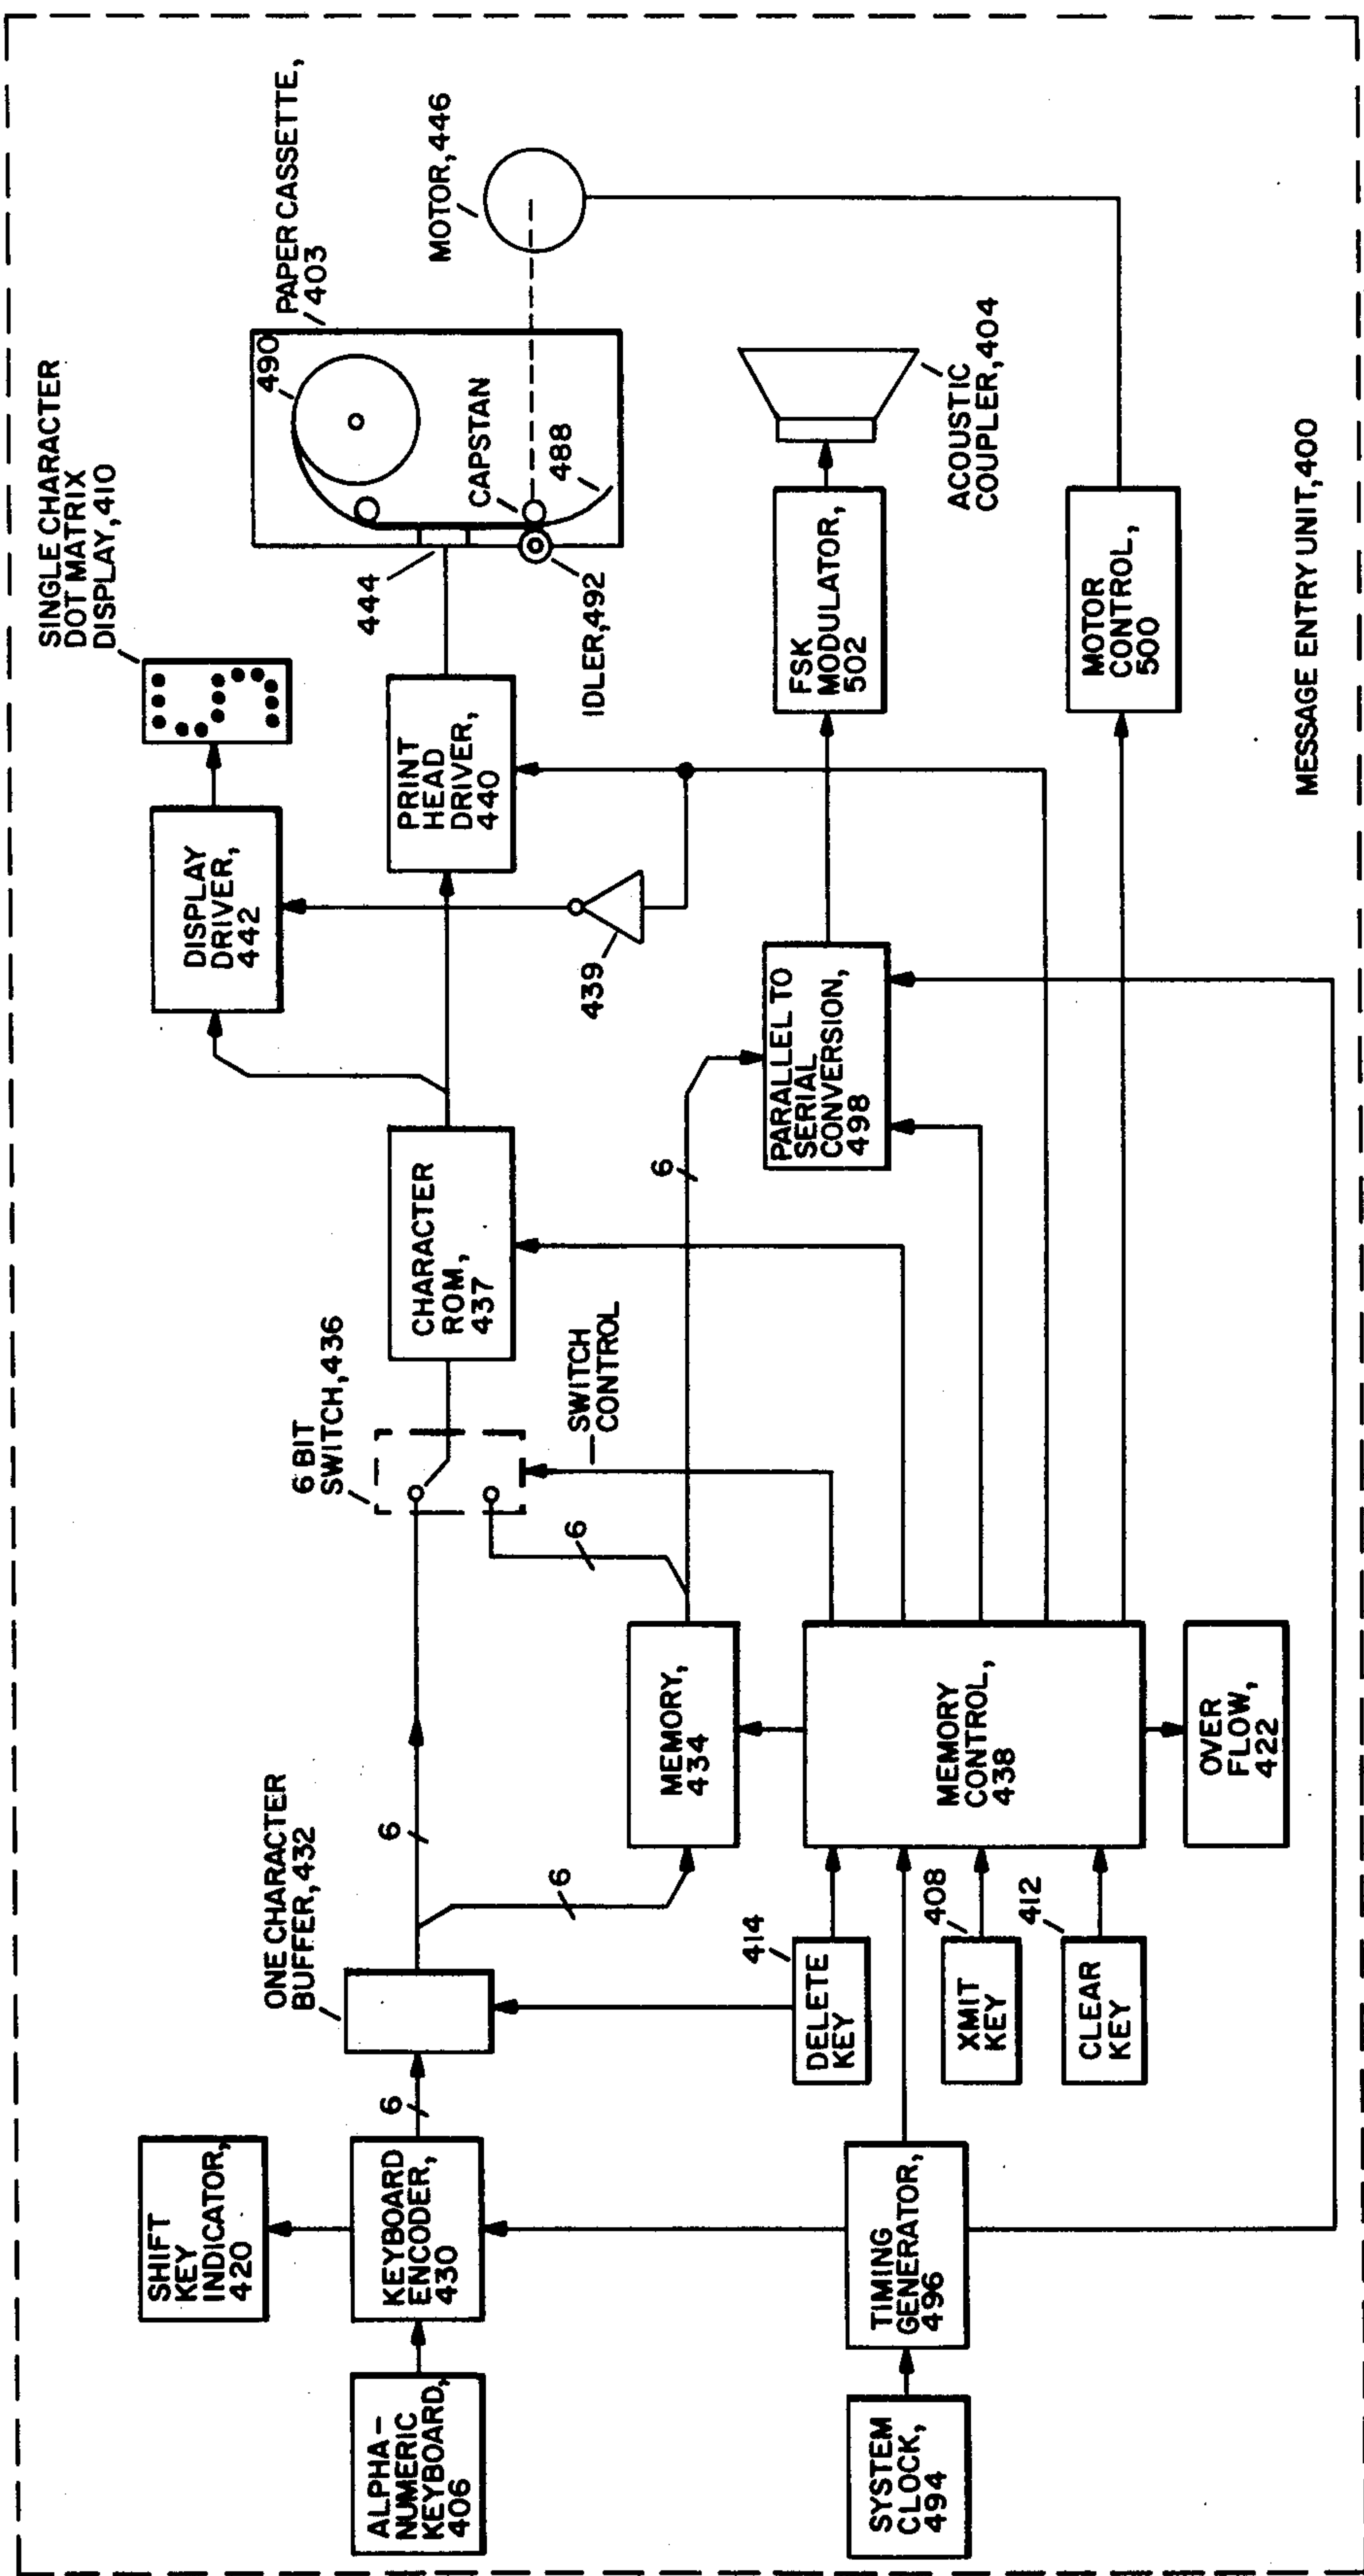 SINGLE CHARACTER
DOT MATRIX
DISPLAY,410
PAPER CASSETTE,
403
490
MOTOR,446
CAPSTAN
488
444
IDLER,492
SHIFT
KEY
INDICATOR,
420
ALPHA-
NUMERIC
KEYBOARD,
406
KEYBOARD
ENCODER,
430
6
ONE CHARACTER
BUFFER,432
6
6
6 BIT
SWITCH,436
SWITCH
CONTROL
6
CHARACTER
ROM,
437
DISPLAY
DRIVER,
442
PRINT
HEAD
DRIVER,
440
439
6
MEMORY,
434
PARALLEL TO
SERIAL
CONVERSION,
498
FSK
MODULATOR,
502
ACOUSTIC
COUPLER,404
SYSTEM
CLOCK,
494
TIMING
GENERATOR,
496
414
DELETE
KEY
408
XMIT
KEY
412
CLEAR
KEY
MEMORY
CONTROL,
438
OVER
FLOW,
422
MOTOR
CONTROL,
500
MESSAGE ENTRY UNIT,400